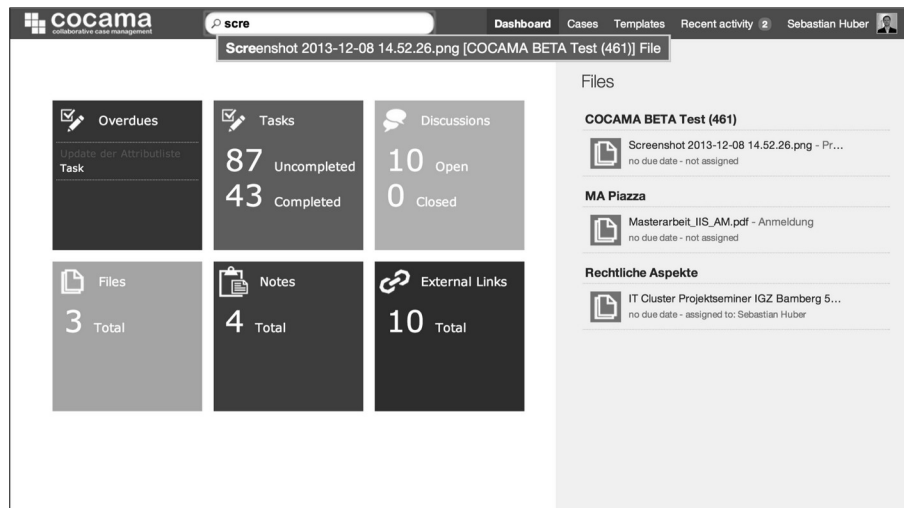 cocama
collaborative case management
scre
Dashboard Cases Templates Recent activity 2 Sebastian Huber
Screenshot 2013-12-08 14.52.26.png [COCAMA BETA Test (461)] File
Overdues
Update der Attributliste
Task
Tasks
87 Uncompleted
43 Completed
Discussions
10 Open
0 Closed
Files
3 Total
Notes
4 Total
External Links
10 Total
Files
COCAMA BETA Test (461)
Screenshot 2013-12-08 14.52.26.png - Pr...
no due date - not assigned
MA Piazza
Masterarbeit_IIS_AM.pdf - Anmeldung
no due date - not assigned
Rechtliche Aspekte
IT Cluster Projektseminer IGZ Bamberg 5...
no due date - assigned to: Sebastian Huber